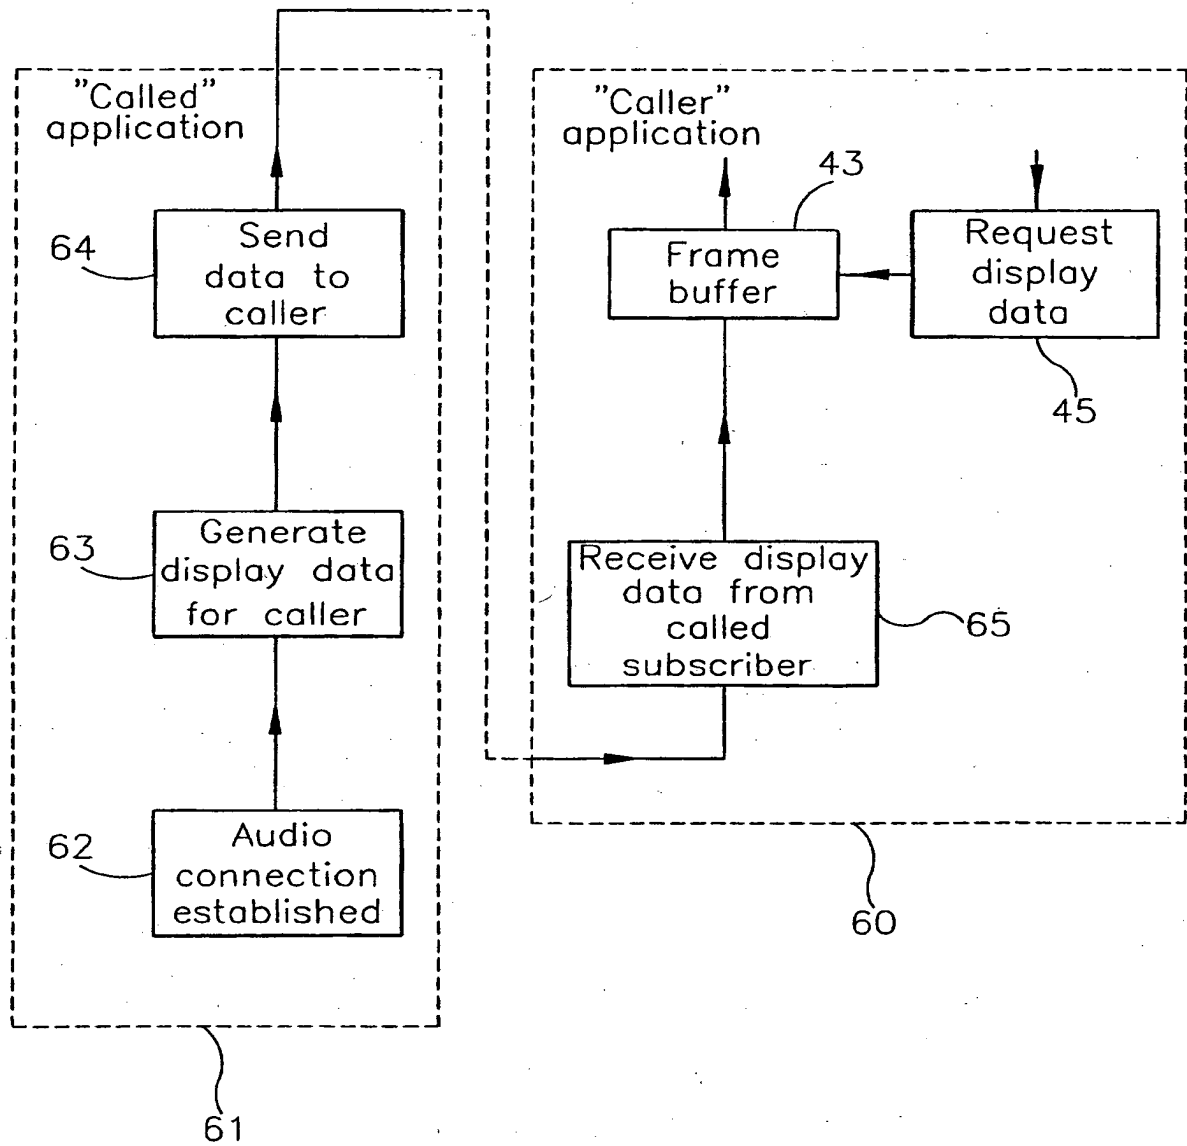 "Called"
application
64
Send
data to
caller
63
Generate
display data
for caller
62
Audio
connection
established
61
"Caller"
application
43
Frame
buffer
Request
display
data
45
Receive display
data from
called
subscriber
65
60